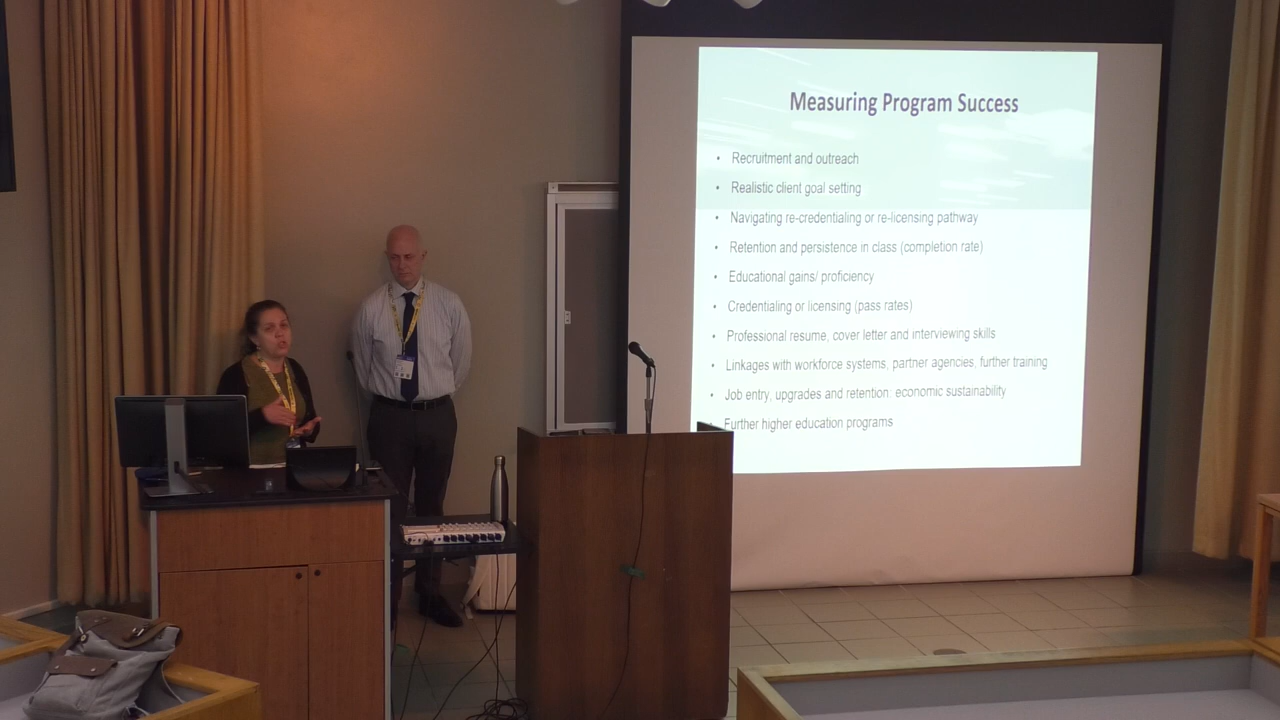 Measuring Program Success
• Recruitment and outreach
• Realistic client goal setting
• Navigating re-credentialing or re-licensing pathway
• Retention and persistence in class (completion rate)
• Educational gains/ proficiency
• Credentialing or licensing (pass rates)
• Professional resume, cover letter and interviewing skills
• Linkages with workforce systems, partner agencies, further training
• Job entry, upgrades and retention: economic sustainability
Further higher education programs